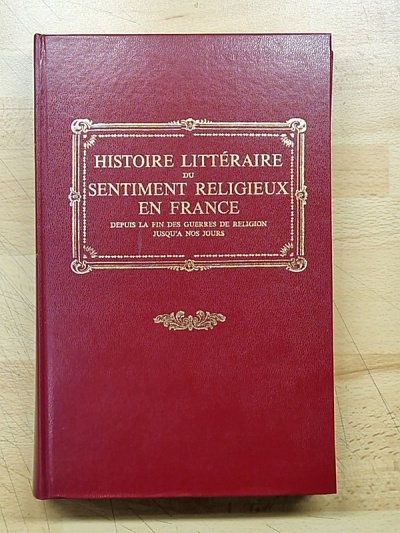 HISTOIRE LITTÉRAIRE
DU
SENTIMENT RELIGIEUX
EN FRANCE
DEPUIS LA FIN DES GUERRES DE RELIGION
JUSQU'A NOS JOURS